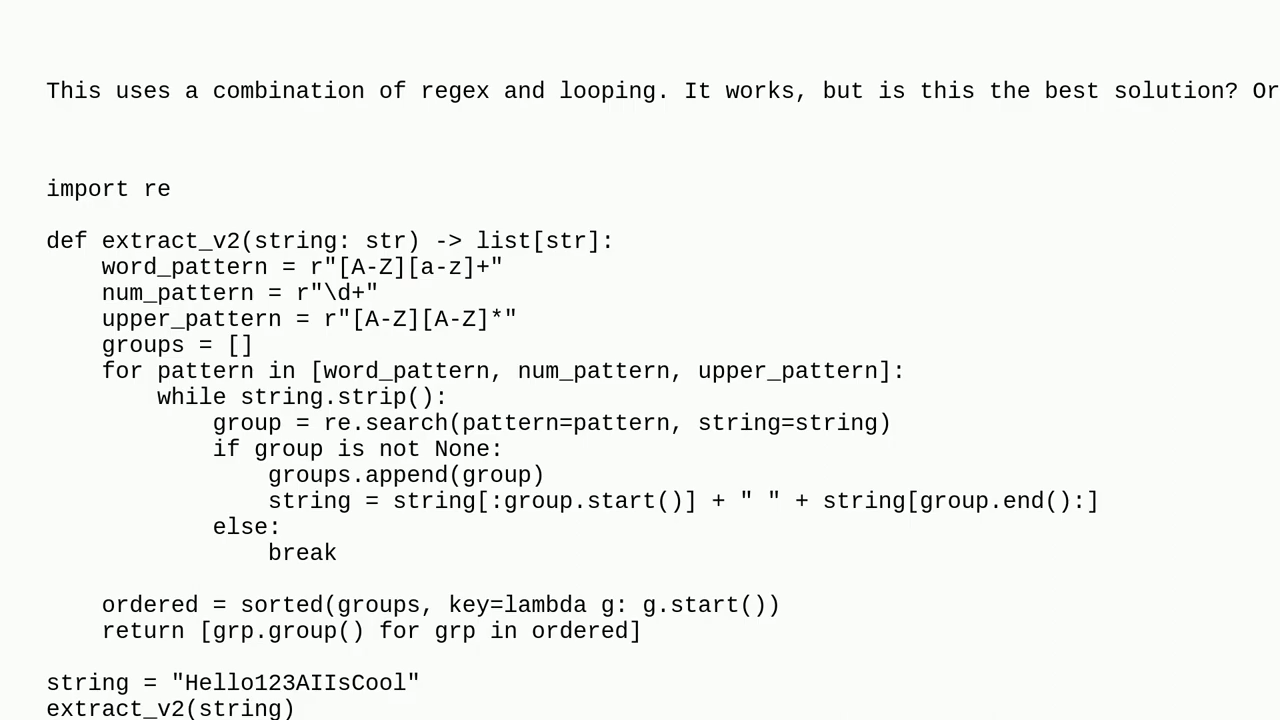 This uses a combination of regex and looping. It works, but is this the best solution? Or
import re
def extract_v2(string: str) -> list[str]:
    word_pattern = r"[A-Z][a-z]+"
    num_pattern = r"\d+"
    upper_pattern = r"[A-Z][A-Z]*"
    groups = []
    for pattern in [word_pattern, num_pattern, upper_pattern]:
        while string.strip():
            group = re.search(pattern=pattern, string=string)
            if group is not None:
                groups.append(group)
                string = string[:group.start()] + " " + string[group.end():]
            else:
                break
    ordered = sorted(groups, key=lambda g: g.start())
    return [grp.group() for grp in ordered]
string = "Hello123AIIsCool"
extract_v2(string)